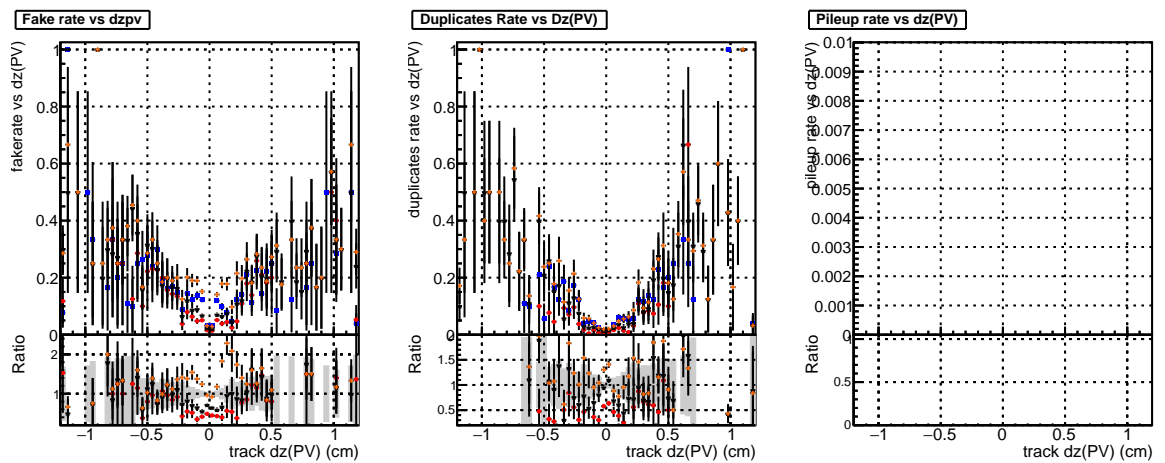 Fake rate vs dzpv
fakerate vs dz(PV)
1
0.8
0.6
0.4
0.2
0
Ratio
2
1
−1 −0.5 0 0.5 1
track dz(PV) (cm)
Duplicates Rate vs Dz(PV)
duplicates rate vs dz(PV)
1
0.8
0.6
0.4
0.2
0
Ratio
1.5
1.0
0.5
−1 −0.5 0 0.5 1
track dz(PV) (cm)
Pileup rate vs dz(PV)
pileup rate vs dz(PV)
0.01
0.009
0.008
0.007
0.006
0.005
0.004
0.003
0.002
0.001
0
Ratio
1
0.5
0
−1 −0.5 0 0.5 1
track dz(PV) (cm)